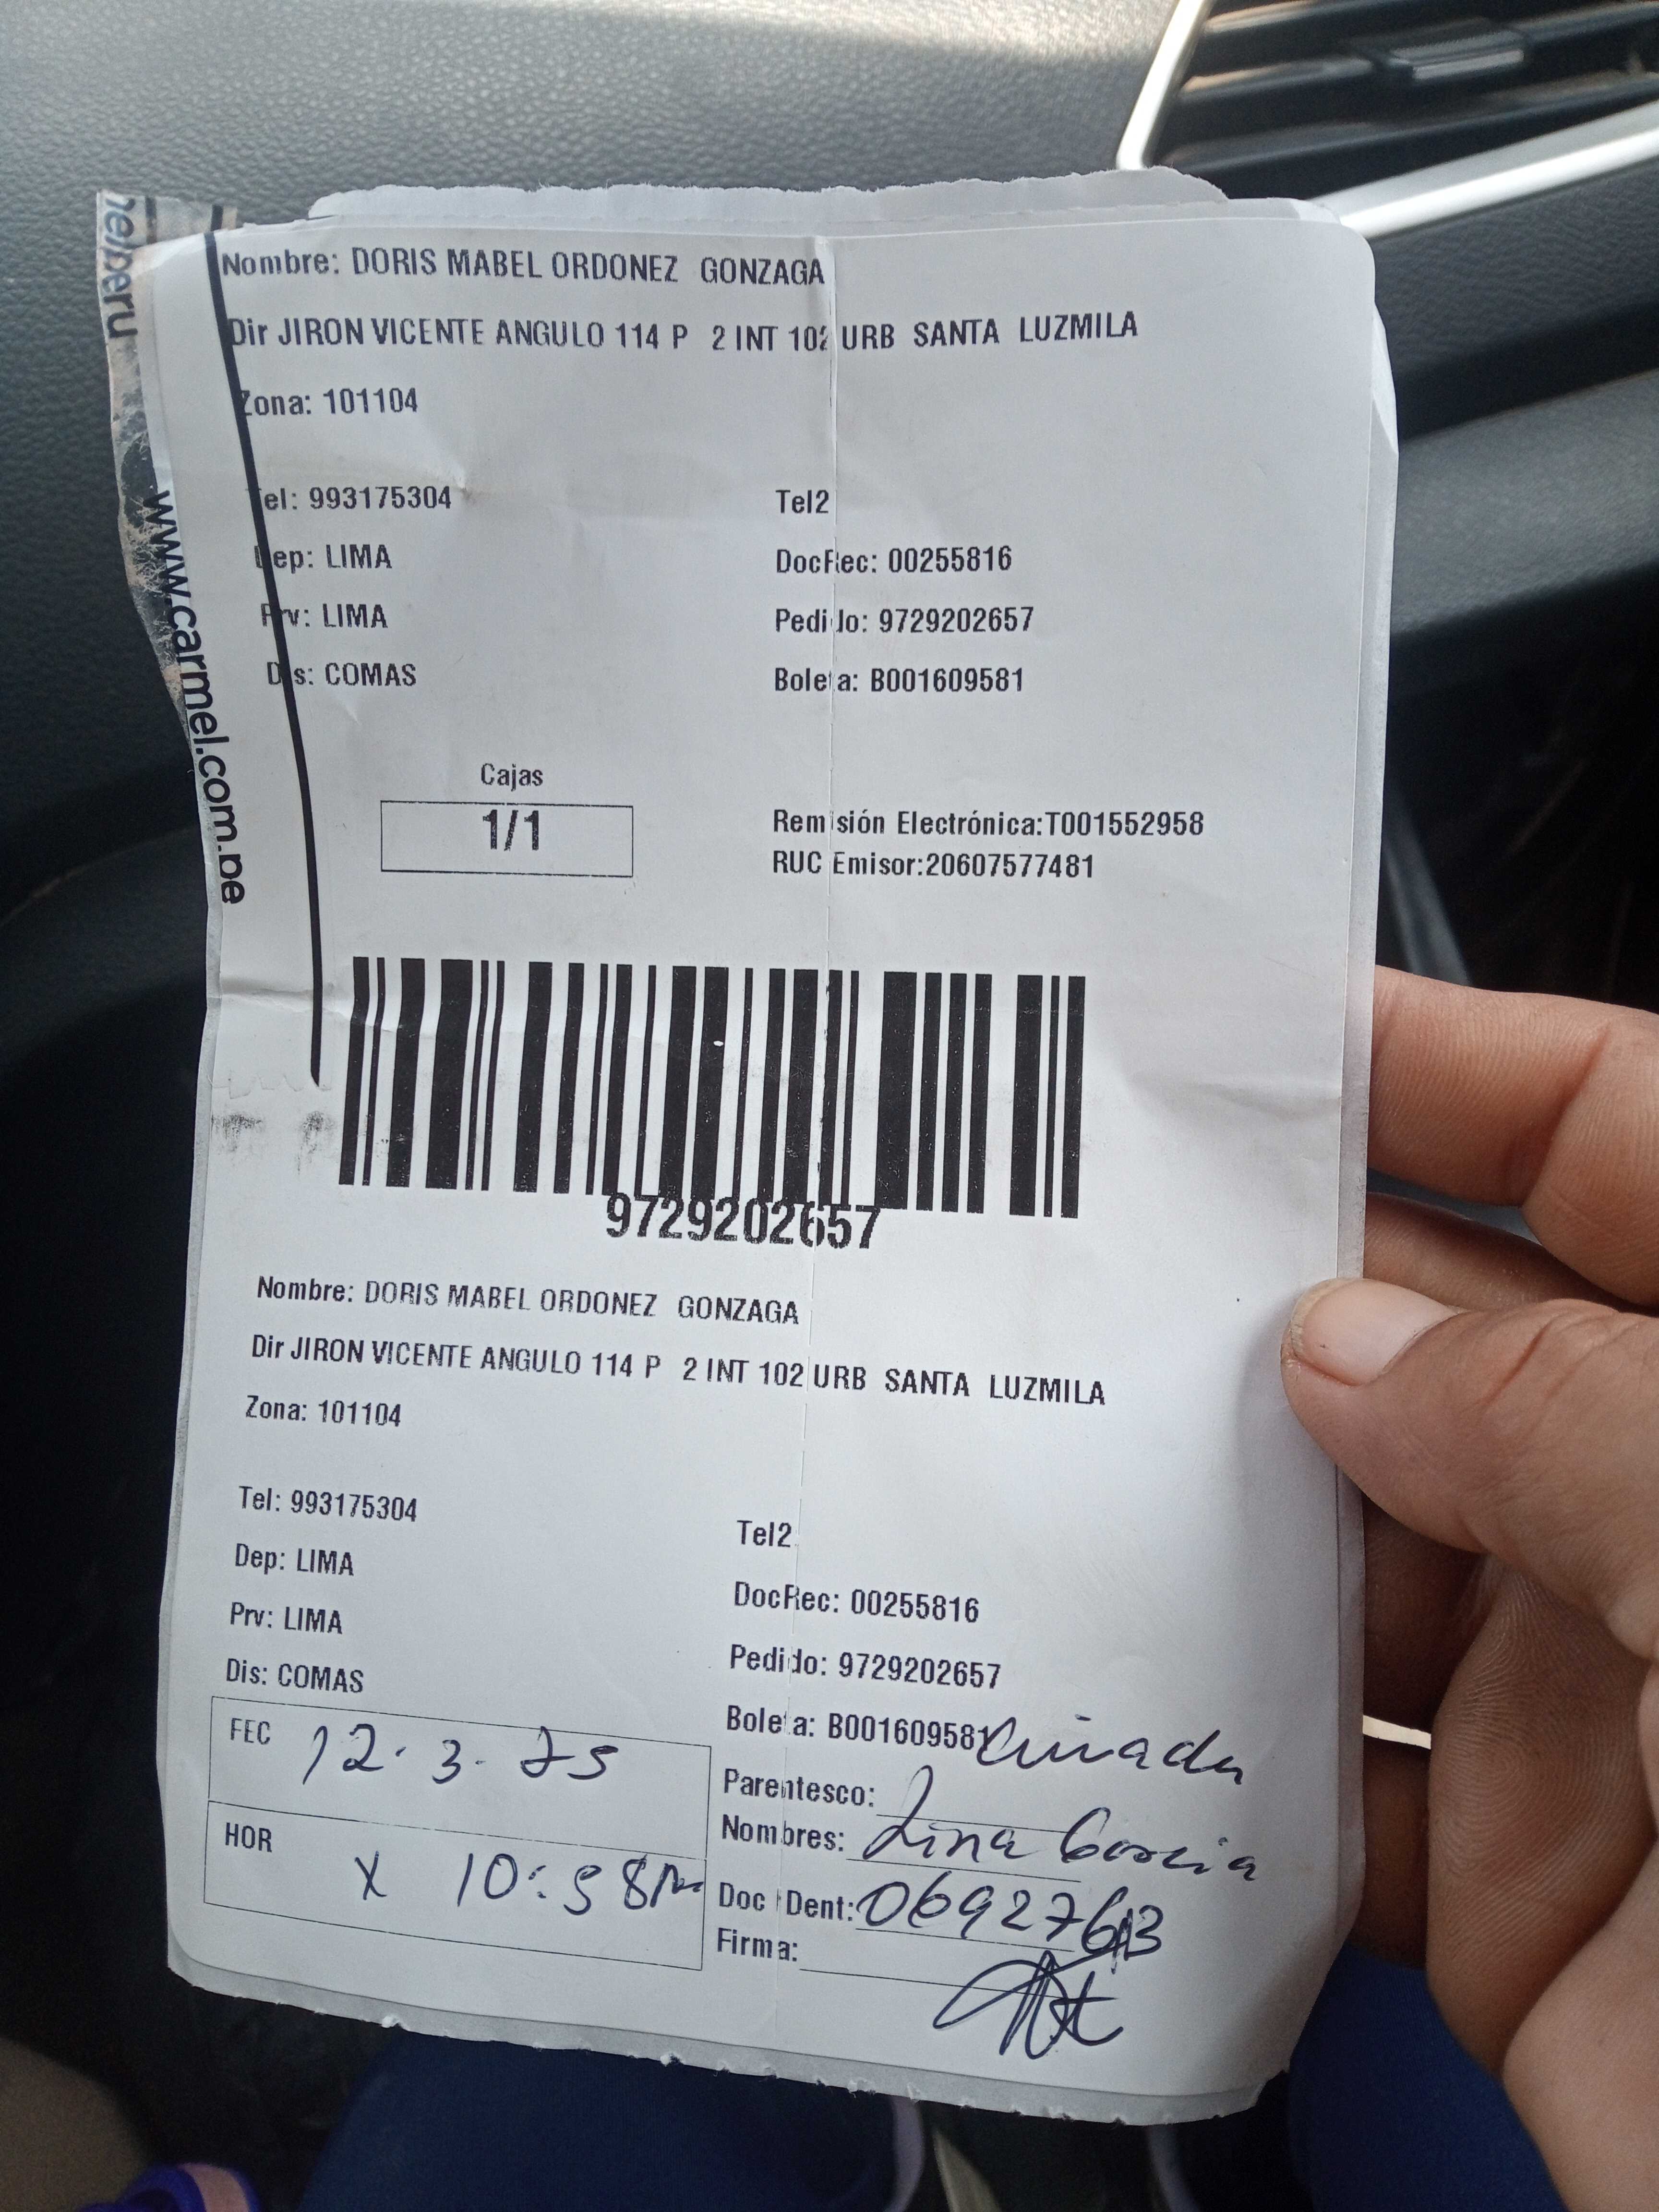 www.carmel.com.pe
Nombre: DORIS MABEL ORDONEZ GONZAGA
Dir JIRON VICENTE ANGULO 114 P 2 INT 102 URB SANTA LUZMILA
Zona: 101104
Tel: 993175304 Tel2
Dep: LIMA DocRec: 00255816
Prv: LIMA Pedido: 9729202657
Dis: COMAS Boleta: B001609581
Cajas
1/1
Remisión Electrónica:T001552958
RUC Emisor:20607577481
9729202657
Nombre: DORIS MABEL ORDONEZ GONZAGA
Dir JIRON VICENTE ANGULO 114 P 2 INT 102 URB SANTA LUZMILA
Zona: 101104
Tel: 993175304 Tel2
Dep: LIMA DocRec: 00255816
Prv: LIMA Pedido: 9729202657
Dis: COMAS Boleta: B001609581
FEC 12.3.25
Parentesco: Cuñada
Nombres: Lina Garcia
HOR X 10:58
Doc Dent:
Firma: